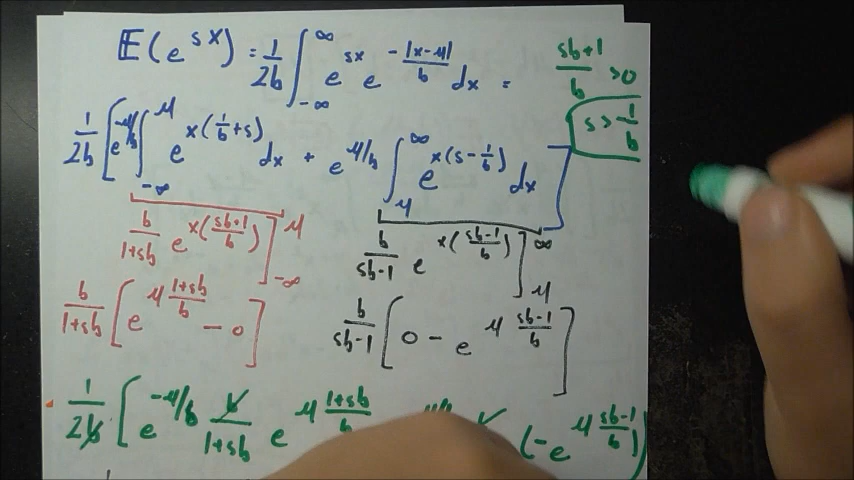 E(e^{sx}) = 1/2b ∫_{-∞}^{∞} e^{sx} e^{-|x-μ|/b} dx =
(sb+1)/b > 0
s > -1/b
1/2b [e^{-μ/b} ∫_{-∞}^{μ} e^{x(1/b+s)} dx + e^{μ/b} ∫_{μ}^{∞} e^{x(s-1/b)} dx ]
b/(1+sb) e^{x((sb+1)/b)} ]_{-∞}^{μ}
b/(sb-1) e^{x((sb-1)/b)} ]_{μ}^{∞}
b/(1+sb) [e^{μ(1+sb)/b} - 0]
b/(sb-1) [0 - e^{μ(sb-1)/b}]
1/2b [e^{-μ/b} b/(1+sb) e^{μ(1+sb)/b} (-e^{μ(sb-1)/b})